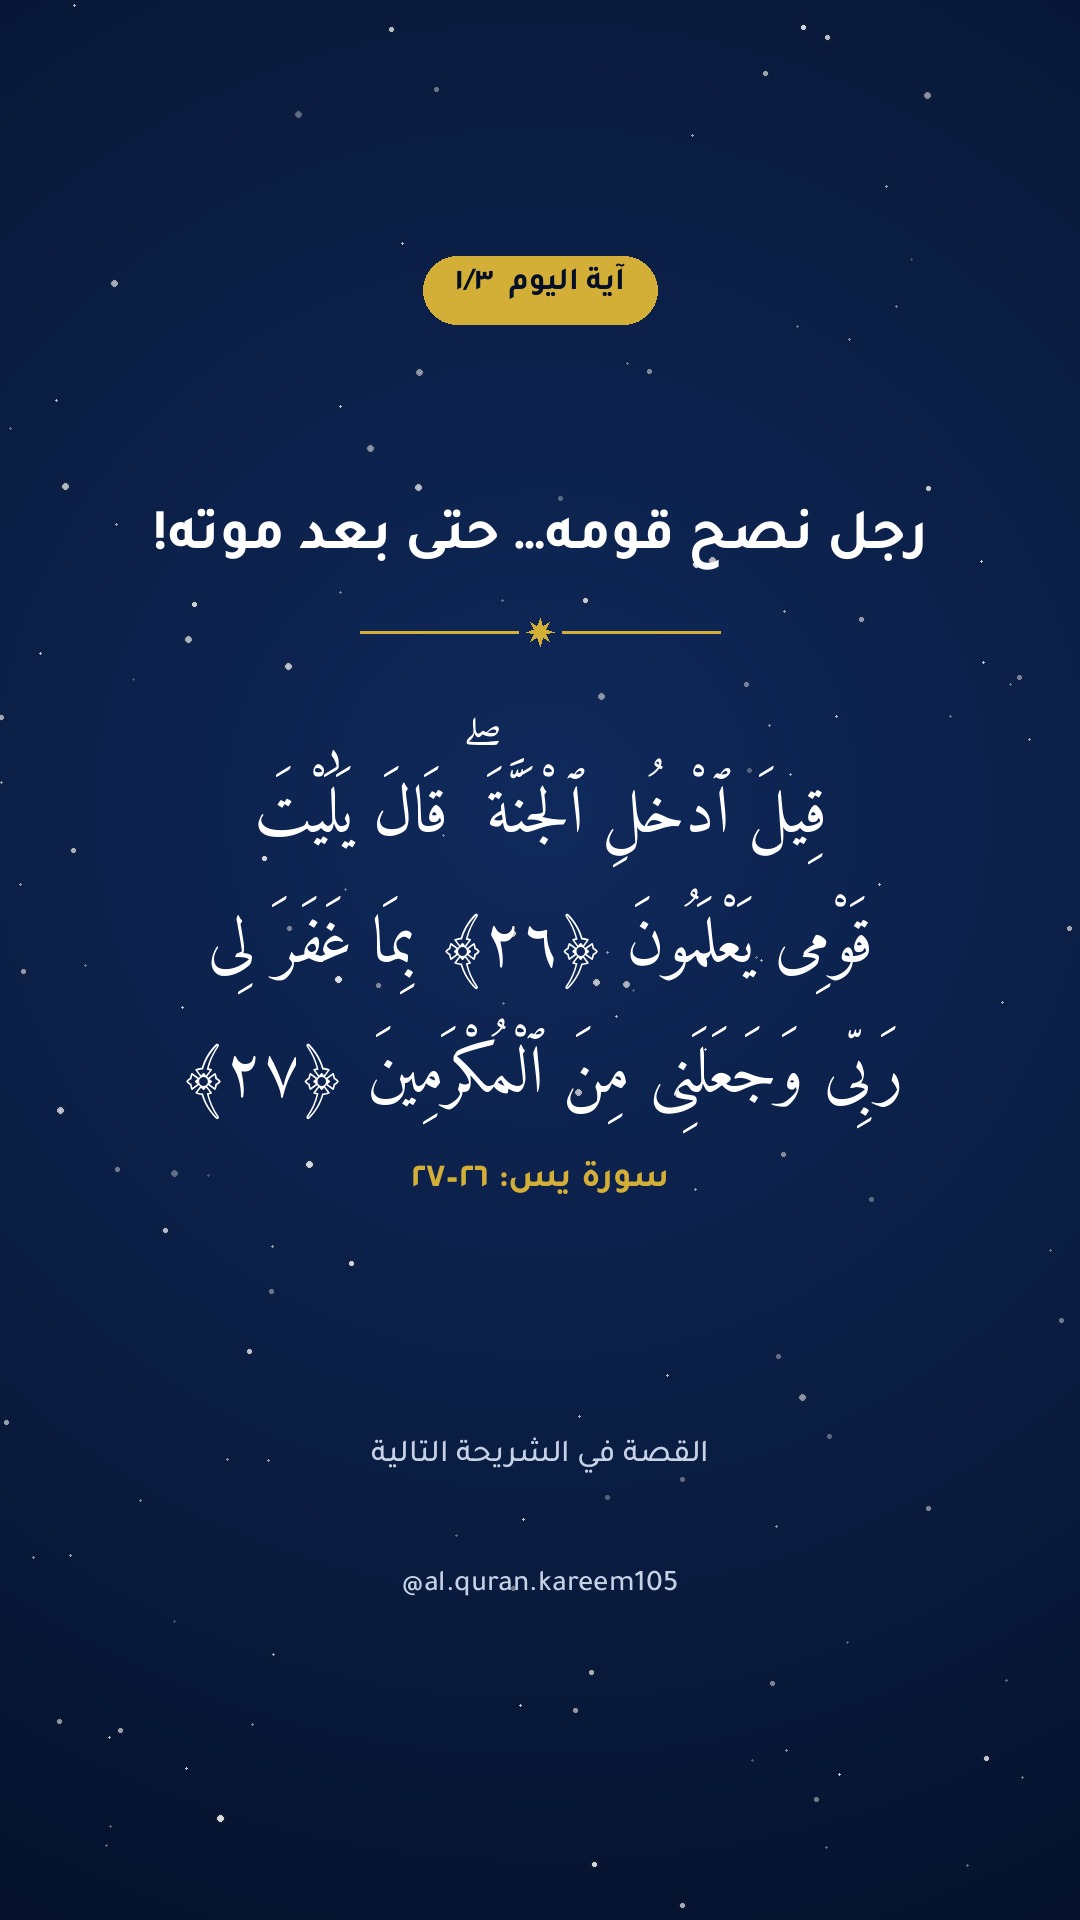 آية اليوم ١/٣
رجل نصح قومه... حتى بعد موته!
قِيلَ ٱدْخُلِ ٱلْجَنَّةَ ۖ قَالَ يَـٰلَيْتَ
قَوْمِى يَعْلَمُونَ ﴿٢٦﴾ بِمَا غَفَرَ لِى
رَبِّى وَجَعَلَنِى مِنَ ٱلْمُكْرَمِينَ ﴿٢٧﴾
سورة يس: ٢٦-٢٧
القصة في الشريحة التالية
@al.quran.kareem105